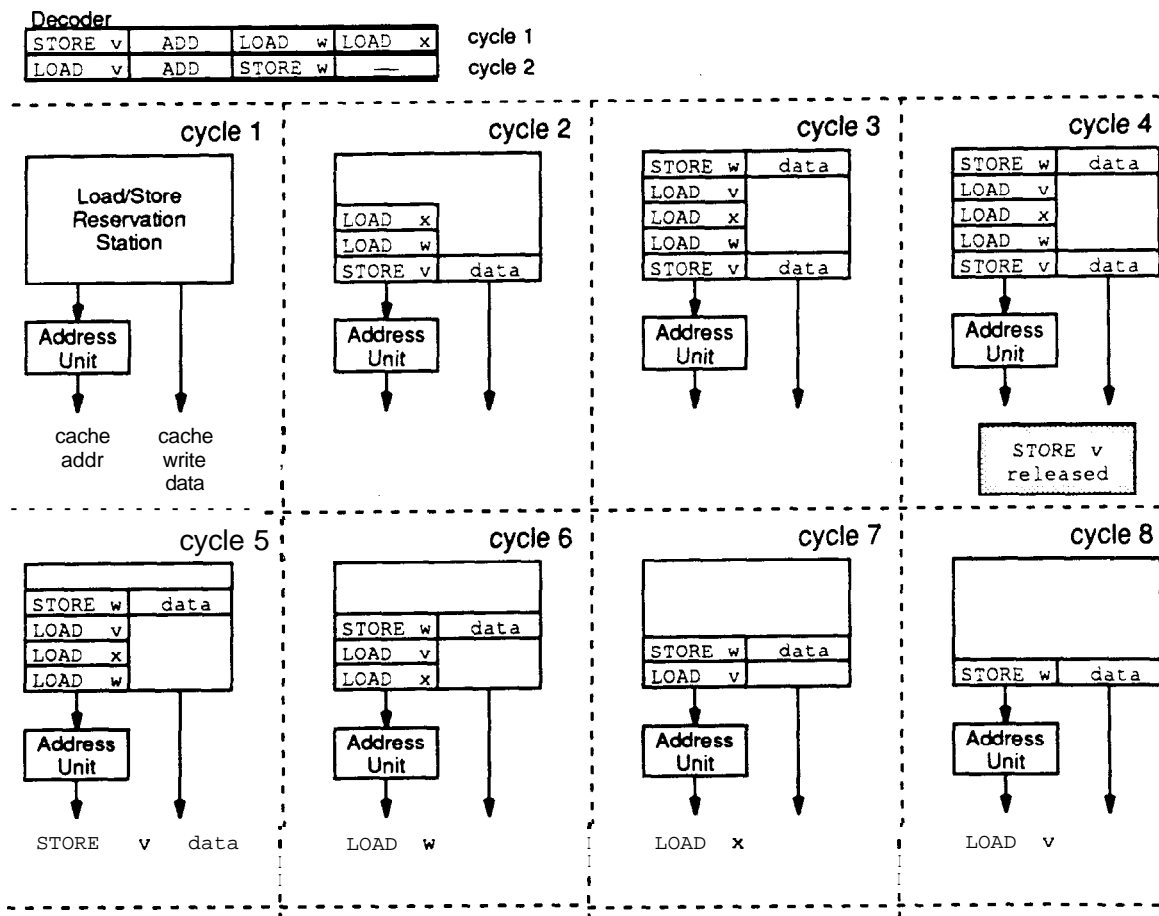 Decoder
STORE v ADD LOAD w LOAD x cycle 1
LOAD v ADD STORE w — cycle 2
cycle 1
Load/Store
Reservation
Station
Address
Unit
cache
addr
cache
write
data
cycle 2
LOAD x
LOAD w
STORE v data
Address
Unit
cycle 3
STORE w data
LOAD v
LOAD x
LOAD w
STORE v data
Address
Unit
cycle 4
STORE w data
LOAD v
LOAD x
LOAD w
STORE v data
Address
Unit
STORE v
released
cycle 5
STORE w data
LOAD v
LOAD x
LOAD w
Address
Unit
STORE v data
cycle 6
STORE w data
LOAD v
LOAD x
Address
Unit
LOAD w
cycle 7
STORE w data
LOAD v
Address
Unit
LOAD x
cycle 8
STORE w data
Address
Unit
LOAD v